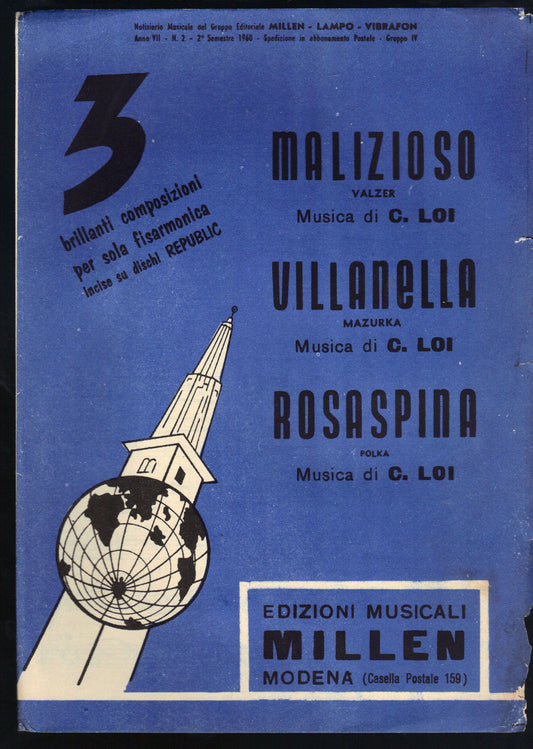 Notiziario Musicale del Gruppo Editoriale MILLEN - LAMPO - VIBRAFON
Anno VII - N. 2 - 2° Semestre 1960 - Spedizione in abbonamento Postale - Gruppo IV
3
brillanti composizioni
per sola fisarmonica
incise su dischi REPUBLIC
MALIZIOSO
VALZER
Musica di C. LOI
VILLANELLA
MAZURKA
Musica di C. LOI
ROSASPINA
POLKA
Musica di C. LOI
EDIZIONI MUSICALI
MILLEN
MODENA (Casella Postale 159)